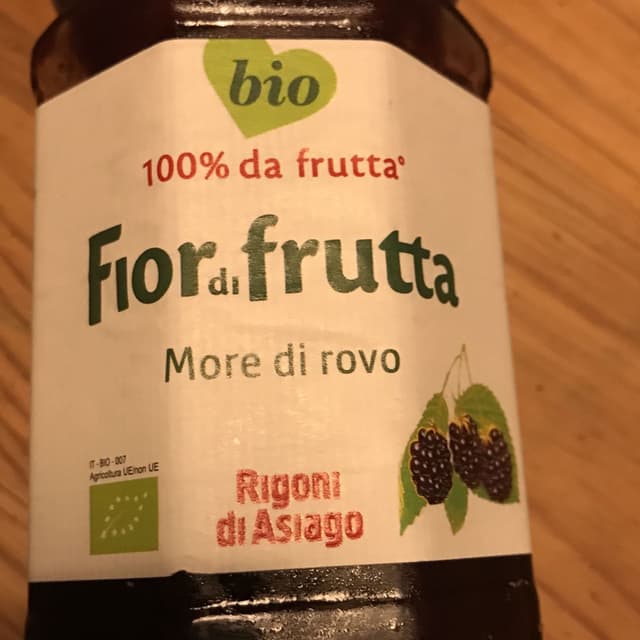 bio
100% da frutta°
Fior di frutta
More di rovo
IT - BIO - 007
Agricoltura UE/non UE
Rigoni
di Asiago